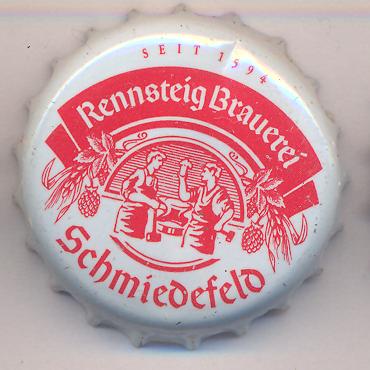 SEIT 1594
Rennsteig Brauerei
Schmiedefeld